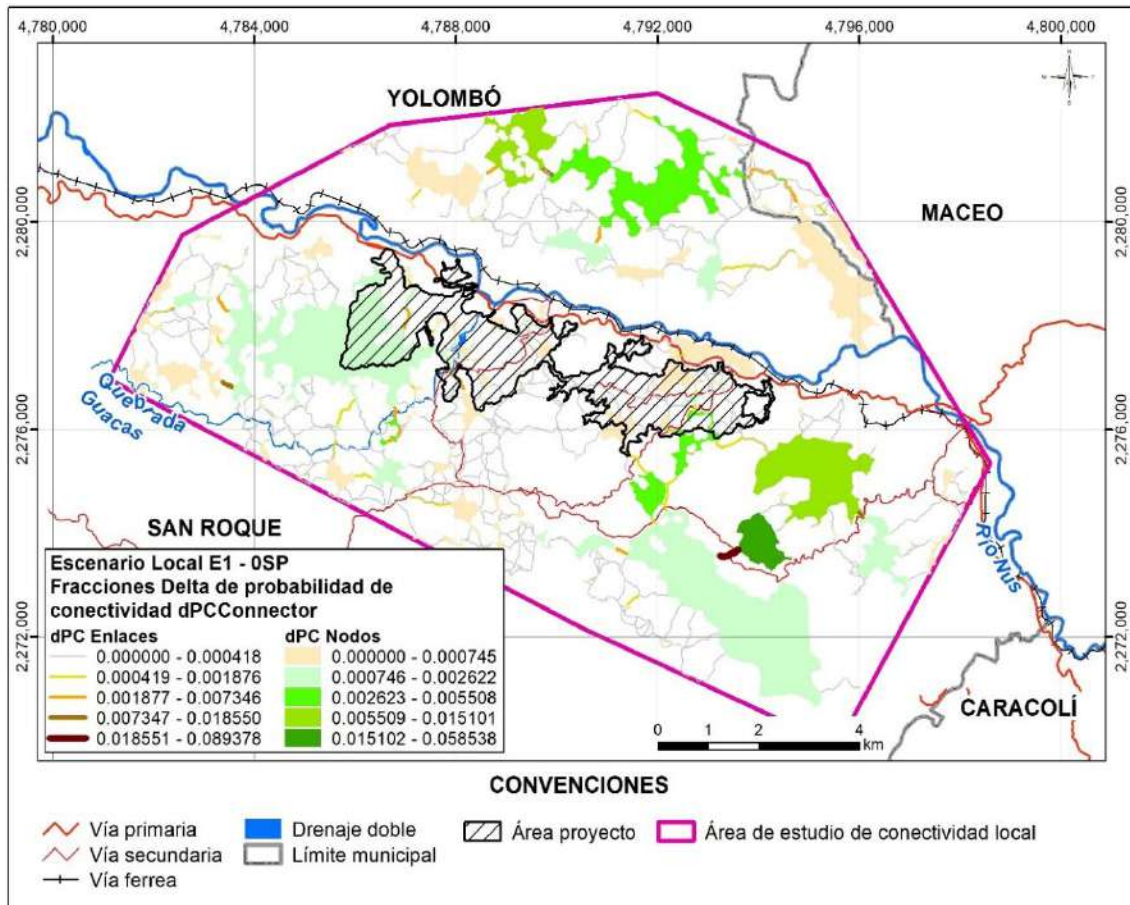 4,780,000 4,784,000 4,788,000 4,792,000 4,796,000 4,800,000
YOLOMBÓ
MACEO
2,280,000 2,280,000
Quebrada
Guacas
2,276,000 2,276,000
SAN ROQUE
Río Nus
Escenario Local E1 - 0SP
Fracciones Delta de probabilidad de
conectividad dPCConnector
dPC Enlaces dPC Nodos
0.000000 - 0.000418 0.000000 - 0.000745
0.000419 - 0.001876 0.000746 - 0.002622
0.001877 - 0.007346 0.002623 - 0.005508
0.007347 - 0.018550 0.005509 - 0.015101
0.018551 - 0.089378 0.015102 - 0.058538
2,272,000 2,272,000
CARACOLÍ
0 1 2 4
km
CONVENCIONES
Vía primaria Drenaje doble Área proyecto Área de estudio de conectividad local
Vía secundaria Límite municipal
Vía ferrea